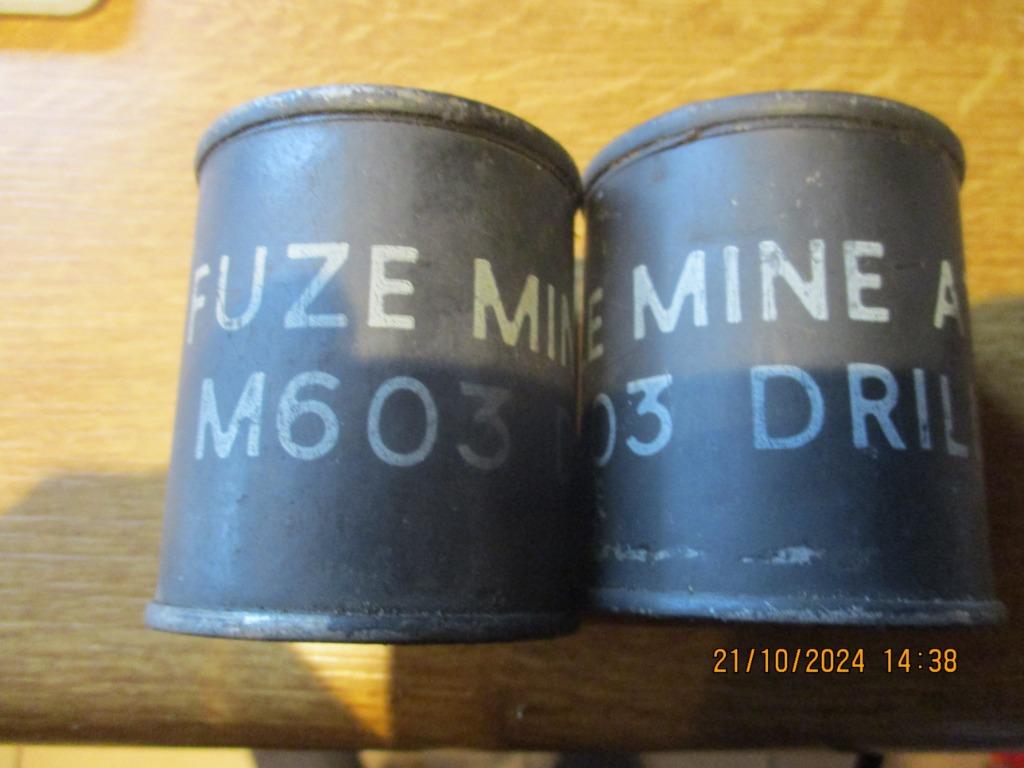 FUZE MIN
M603
E MINE A
03 DRIL
21/10/2024 14:38